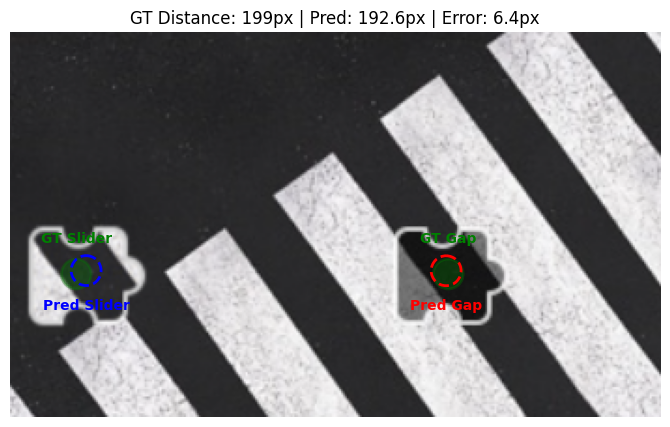 GT Distance: 199px | Pred: 192.6px | Error: 6.4px
GT Slider
GT Gap
Pred Slider
Pred Gap